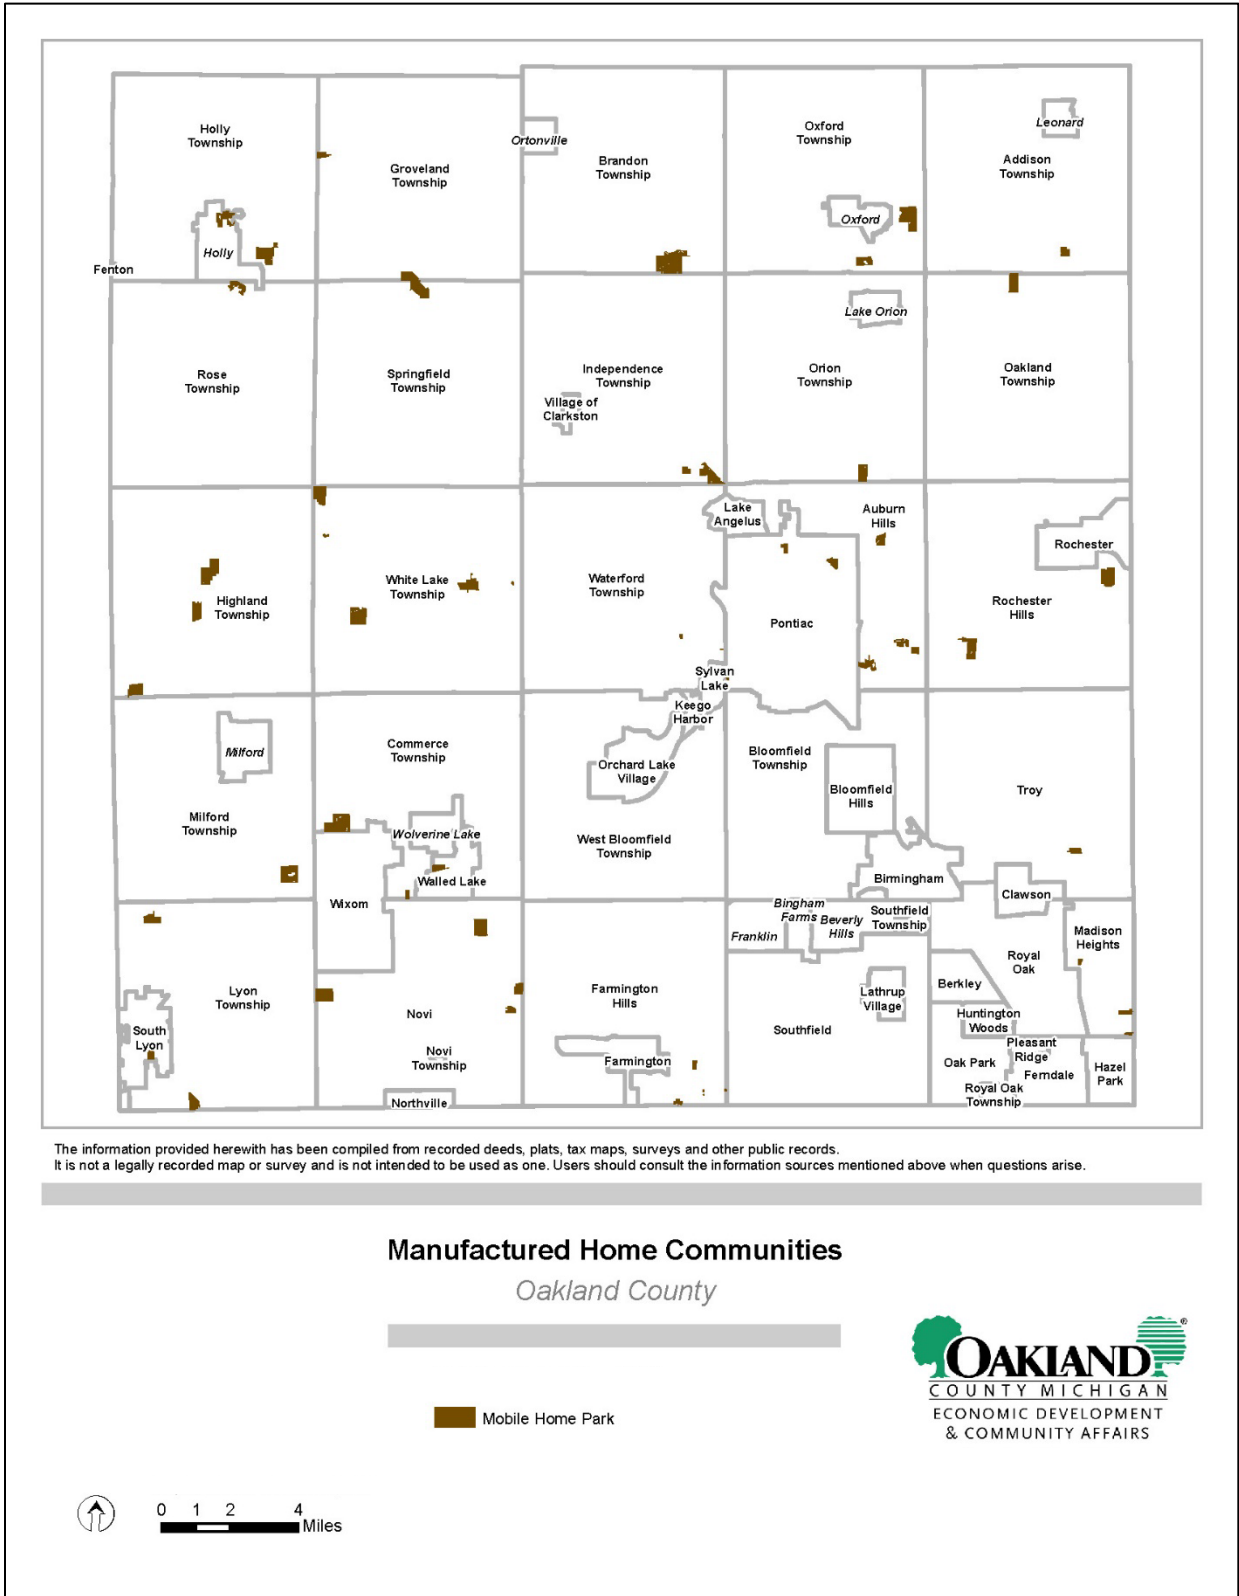 Holly
Township
Groveland
Township
Ortonville
Brandon
Township
Oxford
Township
Leonard
Addison
Township
Oxford
Holly
Fenton
Lake Orion
Rose
Township
Springfield
Township
Independence
Township
Village of
Clarkston
Orion
Township
Oakland
Township
Lake
Angelus
Auburn
Hills
Rochester
Highland
Township
White Lake
Township
Waterford
Township
Pontiac
Rochester
Hills
Sylvan
Lake
Keego
Harbor
Milford
Commerce
Township
Orchard Lake
Village
Bloomfield
Township
Bloomfield
Hills
Troy
Milford
Township
Wolverine Lake
West Bloomfield
Township
Walled Lake
Birmingham
Clawson
Wixom
Bingham
Farms
Franklin
Beverly
Hills
Southfield
Township
Madison
Heights
Royal
Oak
Lyon
Township
Novi
Farmington
Hills
Lathrup
Village
Berkley
South
Lyon
Novi
Township
Southfield
Huntington
Woods
Pleasant
Ridge
Farmington
Oak Park
Ferndale
Hazel
Park
Northville
Royal Oak
Township
The information provided herewith has been compiled from recorded deeds, plats, tax maps, surveys and other public records.
It is not a legally recorded map or survey and is not intended to be used as one. Users should consult the information sources mentioned above when questions arise.
Manufactured Home Communities
Oakland County
Mobile Home Park
OAKLAND®
COUNTY MICHIGAN
ECONOMIC DEVELOPMENT
& COMMUNITY AFFAIRS
0 1 2 4
Miles